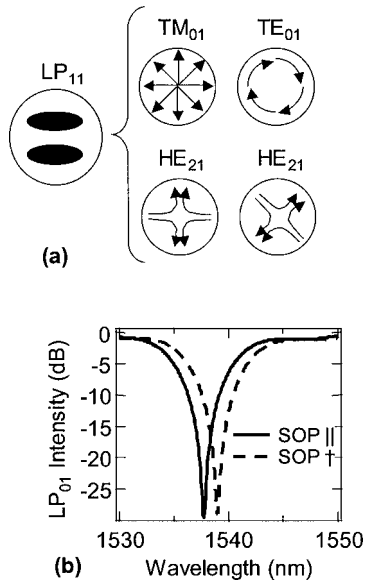 TM01 TE01
LP11
HE21 HE21
(a)
0
-5
-10
-15
-20
-25
LP01 Intensity (dB)
SOP ||
SOP †
1530 1540 1550
Wavelength (nm)
(b)